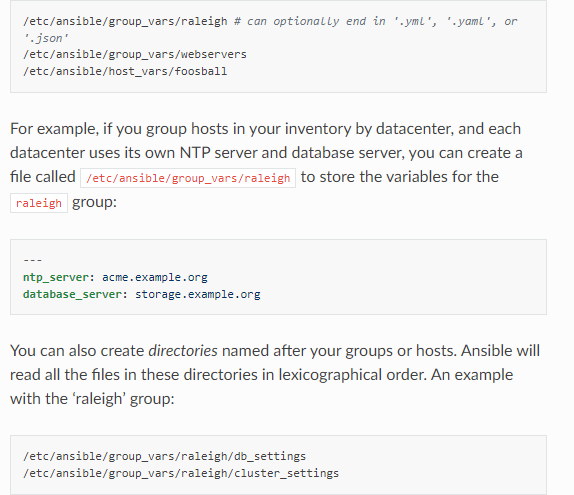 /etc/ansible/group_vars/raleigh # can optionally end in '.yml', '.yaml', or
'.json'
/etc/ansible/group_vars/webservers
/etc/ansible/host_vars/foosball
For example, if you group hosts in your inventory by datacenter, and each
datacenter uses its own NTP server and database server, you can create a
file called /etc/ansible/group_vars/raleigh to store the variables for the
raleigh group:
---
ntp_server: acme.example.org
database_server: storage.example.org
You can also create directories named after your groups or hosts. Ansible will
read all the files in these directories in lexicographical order. An example
with the ‘raleigh’ group:
/etc/ansible/group_vars/raleigh/db_settings
/etc/ansible/group_vars/raleigh/cluster_settings